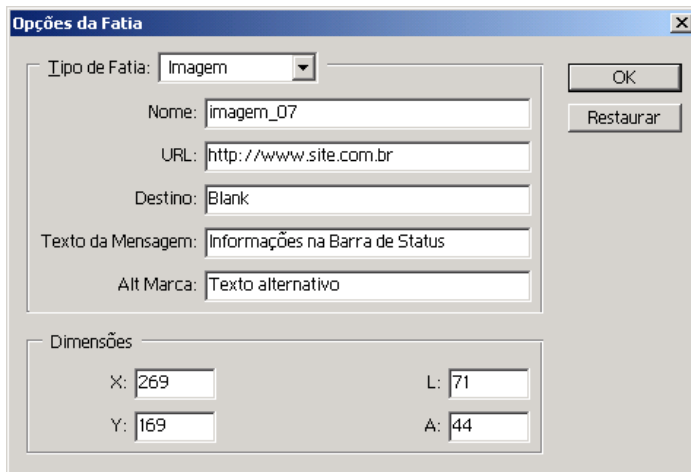 Opções da Fatia
Tipo de Fatia: Imagem
OK
Nome: imagem_07
Restaurar
URL: http://www.site.com.br
Destino: Blank
Texto da Mensagem: Informações na Barra de Status
Alt Marca: Texto alternativo
Dimensões
X: 269 L: 71
Y: 169 A: 44